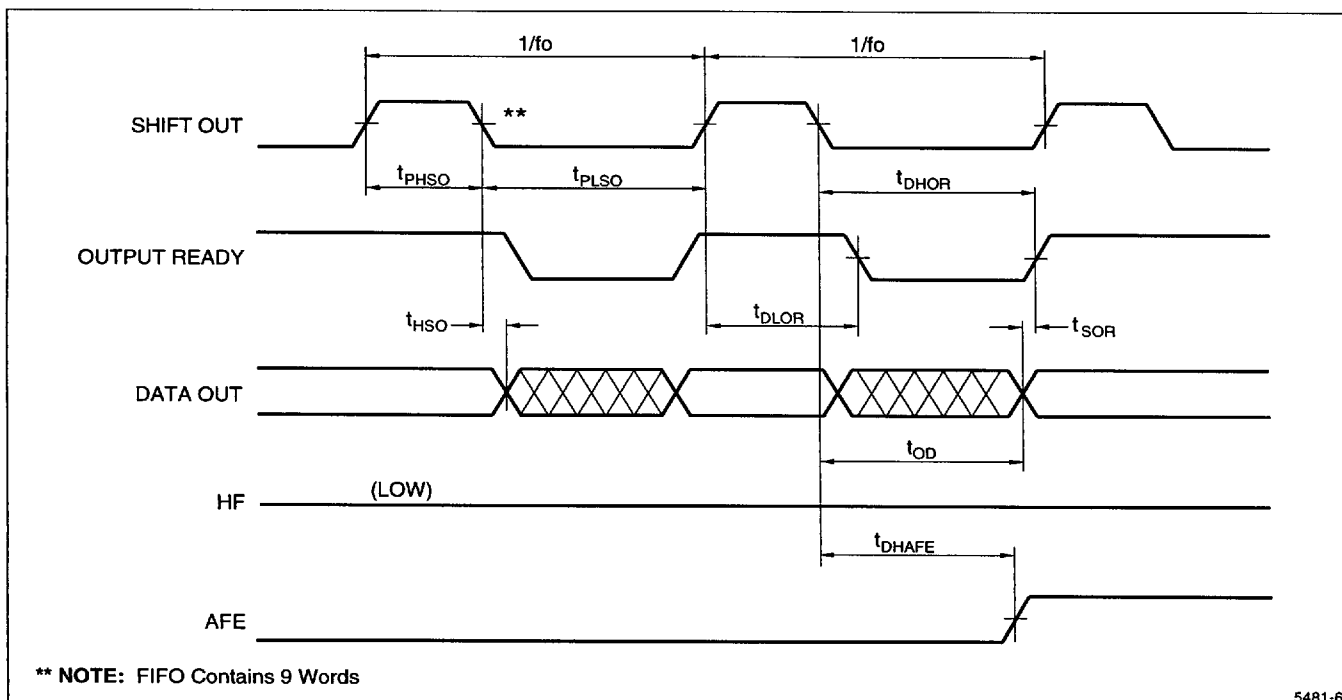 1/fo 1/fo
SHIFT OUT **
tPHSO tPLSO tDHOR
OUTPUT READY
tHSO tDLOR tSOR
DATA OUT
tOD
HF (LOW)
tDHAFE
AFE
** NOTE: FIFO Contains 9 Words
5481-6